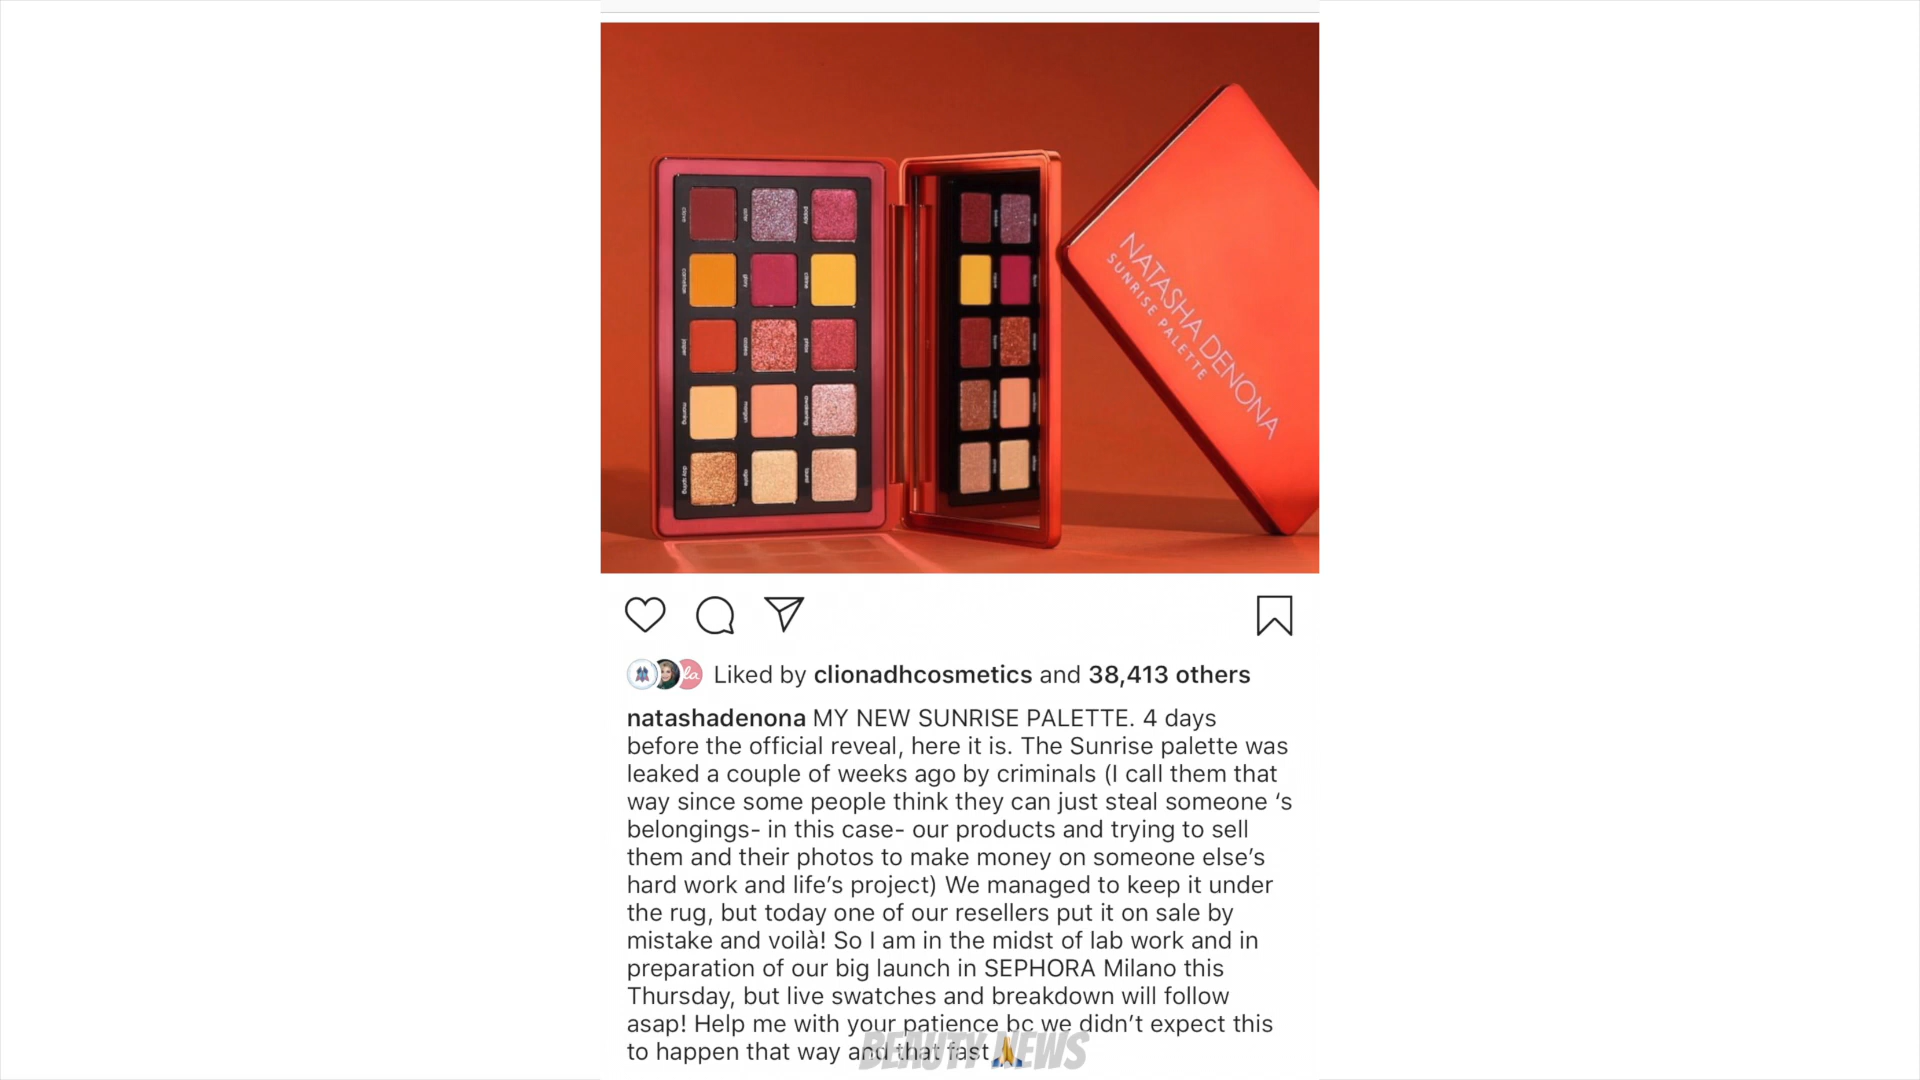 NATASHA DENONA
SUNRISE PALETTE
Liked by clionadhcosmetics and 38,413 others
natashadenona MY NEW SUNRISE PALETTE. 4 days
before the official reveal, here it is. The Sunrise palette was
leaked a couple of weeks ago by criminals (I call them that
way since some people think they can just steal someone ‘s
belongings- in this case- our products and trying to sell
them and their photos to make money on someone else’s
hard work and life’s project) We managed to keep it under
the rug, but today one of our resellers put it on sale by
mistake and voilà! So I am in the midst of lab work and in
preparation of our big launch in SEPHORA Milano this
Thursday, but live swatches and breakdown will follow
asap! Help me with your patience bc we didn’t expect this
to happen that way and that fast🙏
BEAUTY NEWS